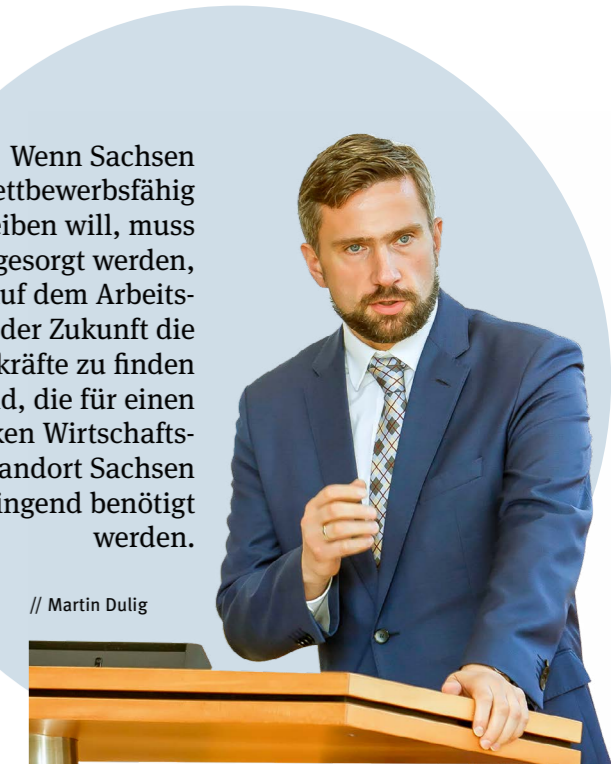 Wenn Sachsen
ettbewerbsfähig
eiben will, muss
gesorgt werden,
uf dem Arbeits-
der Zukunft die
kräfte zu finden
d, die für einen
ken Wirtschafts-
andort Sachsen
ingend benötigt
werden.
// Martin Dulig